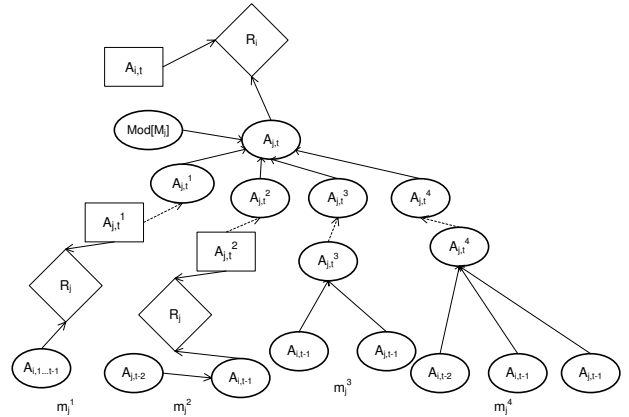 R_i
A_{i,t}
Mod[M_j]
A_{j,t}
A_{j,t}^1
A_{j,t}^2
A_{j,t}^3
A_{j,t}^4
A_{j,t}^1
A_{j,t}^2
A_{j,t}^4
A_{j,t}^3
R_j
R_j
A_{i,t-1}
A_{j,t-1}
A_{i,1...t-1}
A_{j,t-2}
A_{i,t-1}
A_{i,t-2}
A_{i,t-1}
A_{j,t-1}
m_j^1
m_j^2
m_j^3
m_j^4